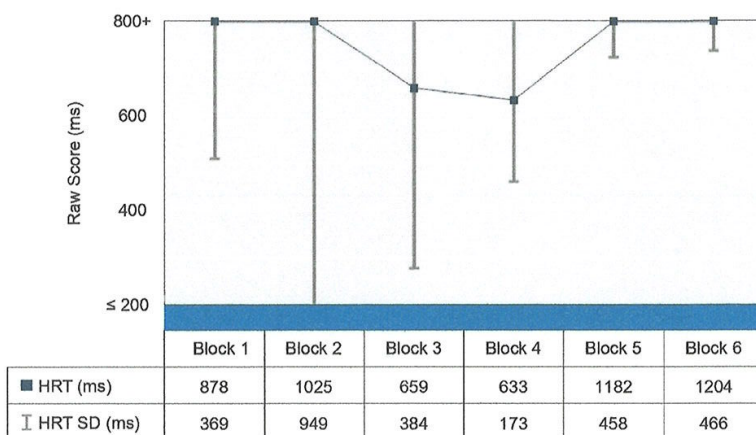 800+
600
400
≤ 200
Raw Score (ms)
Block 1 Block 2 Block 3 Block 4 Block 5 Block 6
HRT (ms) 878 1025 659 633 1182 1204
HRT SD (ms) 369 949 384 173 458 466